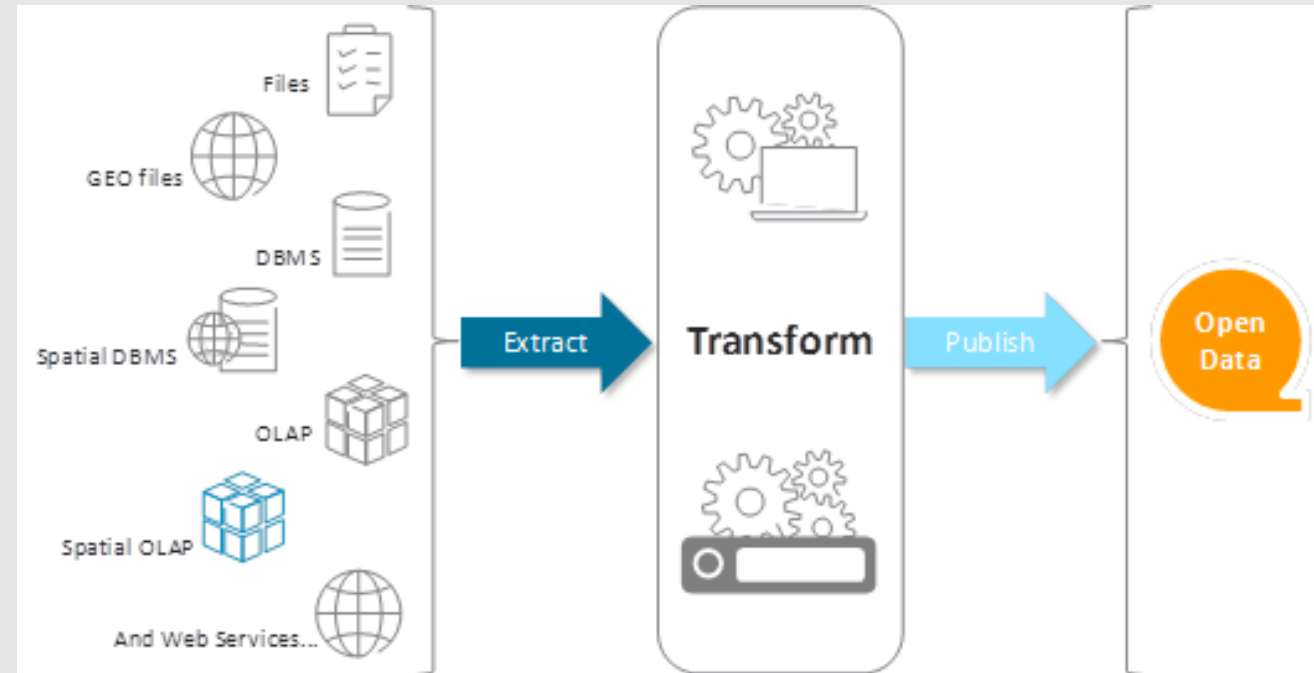 Files
GEO files
DBMS
Spatial DBMS
OLAP
Spatial OLAP
And Web Services...
Extract
Transform
Publish
Open
Data